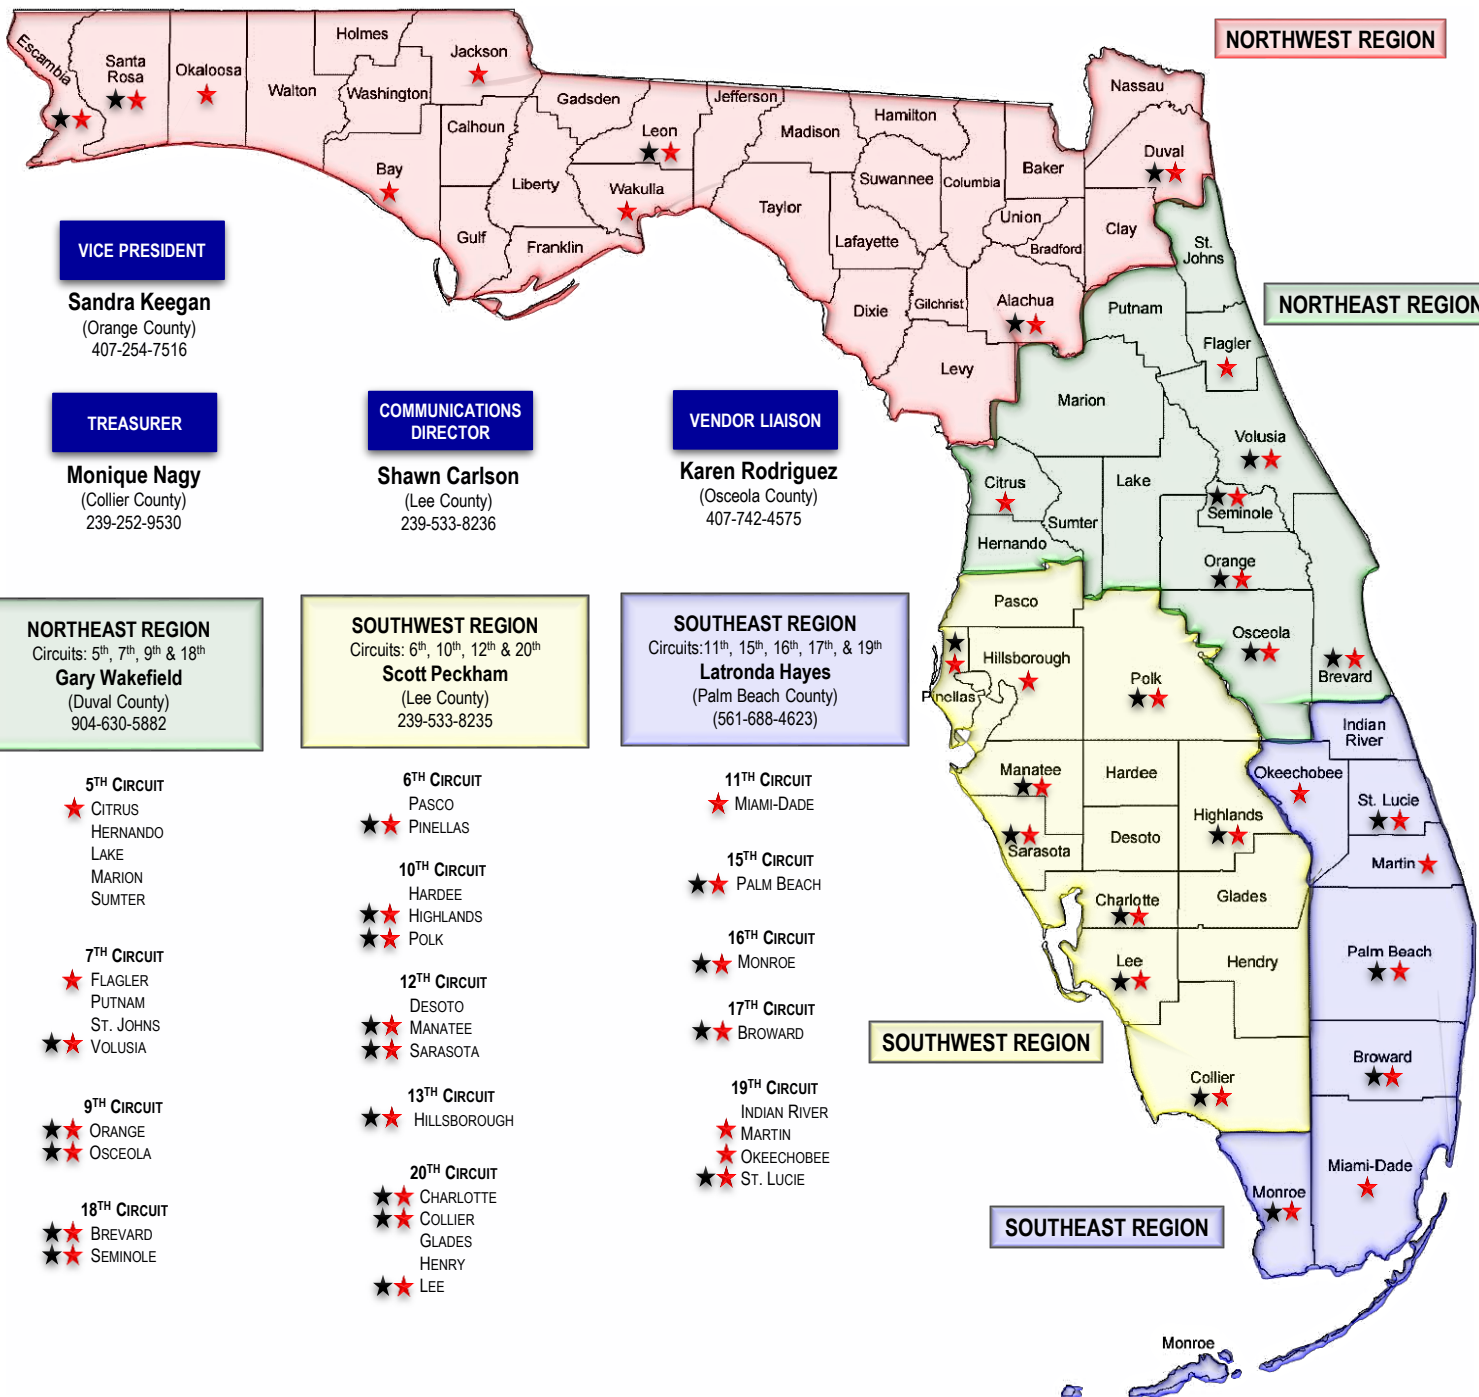 NORTHWEST REGION
Escambia
Santa
Rosa
Okaloosa
Walton
Holmes
Washington
Jackson
Calhoun
Bay
Gulf
Gadsden
Liberty
Franklin
Leon
Wakulla
Jefferson
Madison
Taylor
Hamilton
Suwannee
Lafayette
Dixie
Columbia
Gilchrist
Levy
Baker
Union
Bradford
Alachua
Nassau
Duval
Clay
VICE PRESIDENT
Sandra Keegan
(Orange County)
407-254-7516
TREASURER
Monique Nagy
(Collier County)
239-252-9530
COMMUNICATIONS
DIRECTOR
Shawn Carlson
(Lee County)
239-533-8236
VENDOR LIAISON
Karen Rodriguez
(Osceola County)
407-742-4575
NORTHEAST REGION
St.
Johns
Putnam
Flagler
Marion
Volusia
Citrus
Lake
Sumter
Hernando
Seminole
Orange
Osceola
Brevard
NORTHEAST REGION
Circuits: 5th, 7th, 9th & 18th
Gary Wakefield
(Duval County)
904-630-5882
5TH CIRCUIT
CITRUS
HERNANDO
LAKE
MARION
SUMTER
7TH CIRCUIT
FLAGLER
PUTNAM
ST. JOHNS
VOLUSIA
9TH CIRCUIT
ORANGE
OSCEOLA
18TH CIRCUIT
BREVARD
SEMINOLE
SOUTHWEST REGION
Circuits: 6th, 10th, 12th & 20th
Scott Peckham
(Lee County)
239-533-8235
6TH CIRCUIT
PASCO
PINELLAS
10TH CIRCUIT
HARDEE
HIGHLANDS
POLK
12TH CIRCUIT
DESOTO
MANATEE
SARASOTA
13TH CIRCUIT
HILLSBOROUGH
20TH CIRCUIT
CHARLOTTE
COLLIER
GLADES
HENRY
LEE
SOUTHEAST REGION
Circuits:11th, 15th, 16th, 17th, & 19th
Latronda Hayes
(Palm Beach County)
(561-688-4623)
11TH CIRCUIT
MIAMI-DADE
15TH CIRCUIT
PALM BEACH
16TH CIRCUIT
MONROE
17TH CIRCUIT
BROWARD
19TH CIRCUIT
INDIAN RIVER
MARTIN
OKEECHOBEE
ST. LUCIE
Pasco
Hillsborough
Pinellas
Polk
Manatee
Hardee
Highlands
Sarasota
Desoto
Charlotte
Glades
Lee
Hendry
Collier
SOUTHWEST REGION
Indian
River
Okeechobee
St. Lucie
Martin
Palm Beach
Broward
Miami-Dade
Monroe
SOUTHEAST REGION
Monroe